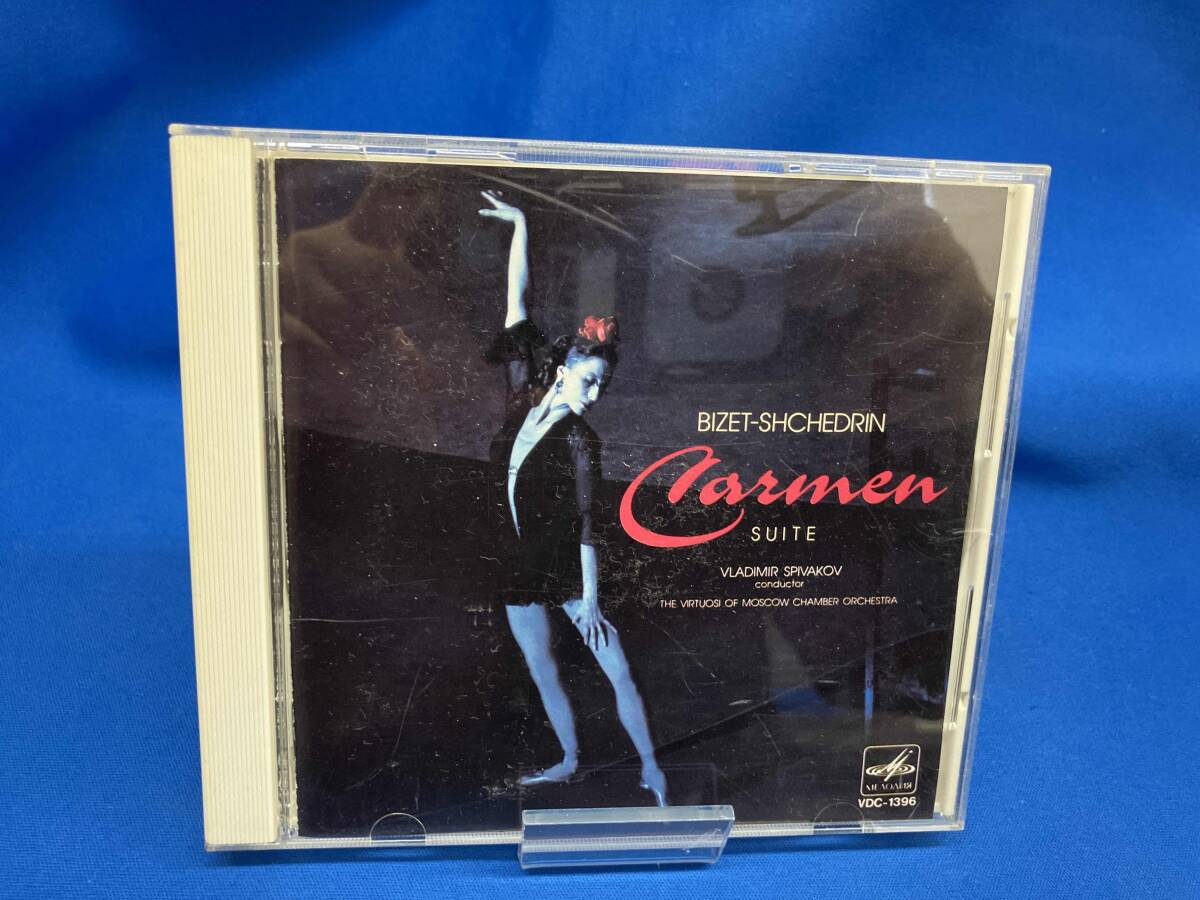 BIZET-SHCHEDRIN
Carmen
SUITE
VLADIMIR SPIVAKOV
conductor
THE VIRTUOSI OF MOSCOW CHAMBER ORCHESTRA
МЕЛОДИЯ
VDC-1396